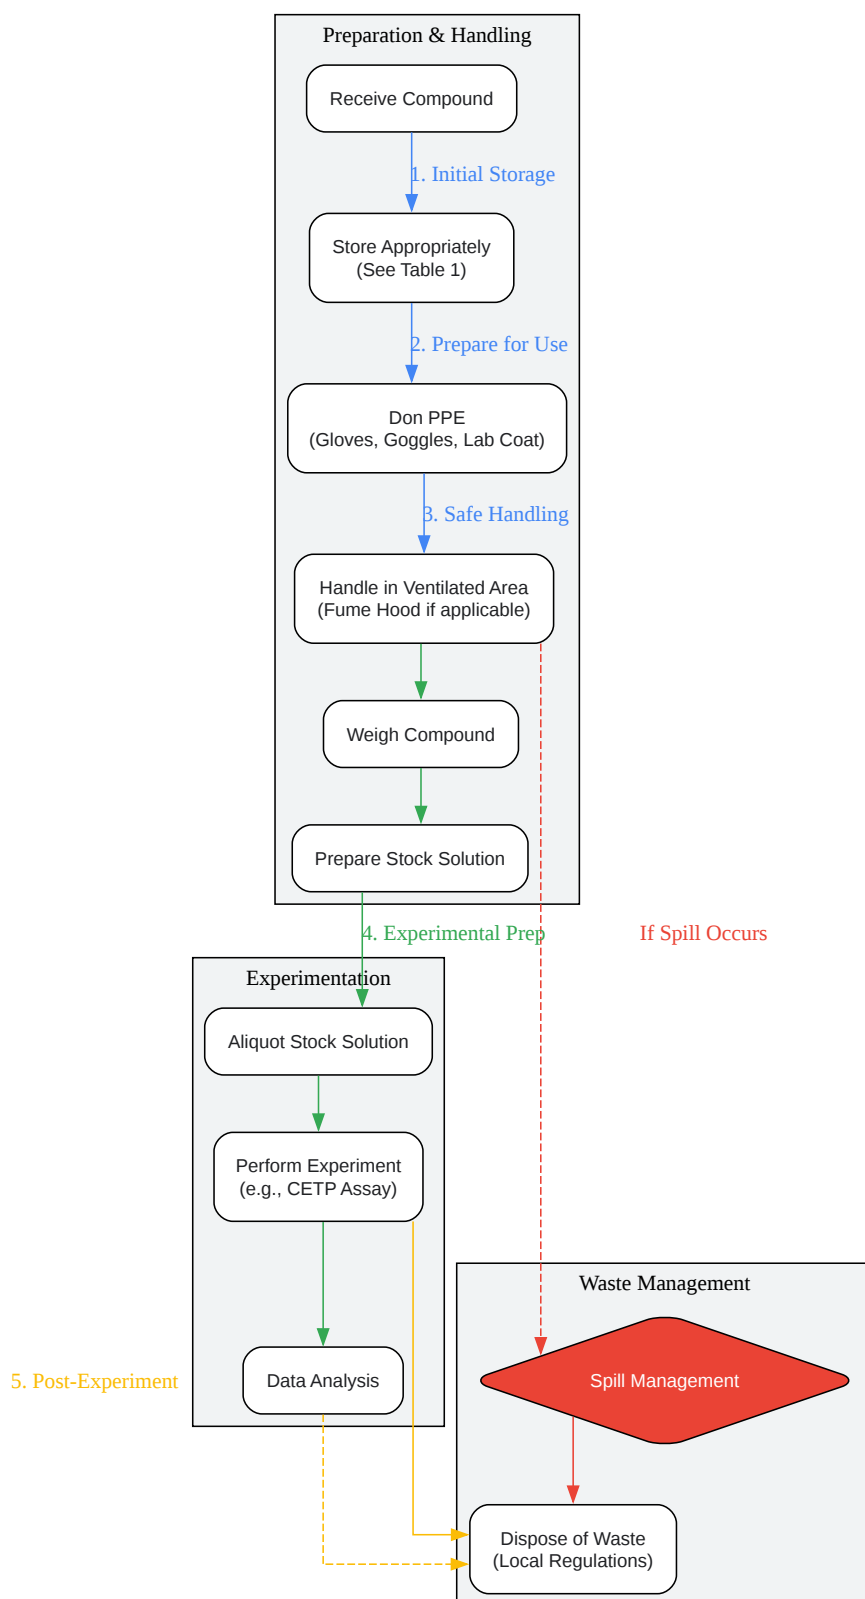 Preparation & Handling
Receive Compound
1. Initial Storage
Store Appropriately
(See Table 1)
2. Prepare for Use
Don PPE
(Gloves, Goggles, Lab Coat)
3. Safe Handling
Handle in Ventilated Area
(Fume Hood if applicable)
Weigh Compound
Prepare Stock Solution
4. Experimental Prep
If Spill Occurs
Experimentation
Aliquot Stock Solution
Perform Experiment
(e.g., CETP Assay)
Waste Management
5. Post-Experiment
Data Analysis
Spill Management
Dispose of Waste
(Local Regulations)